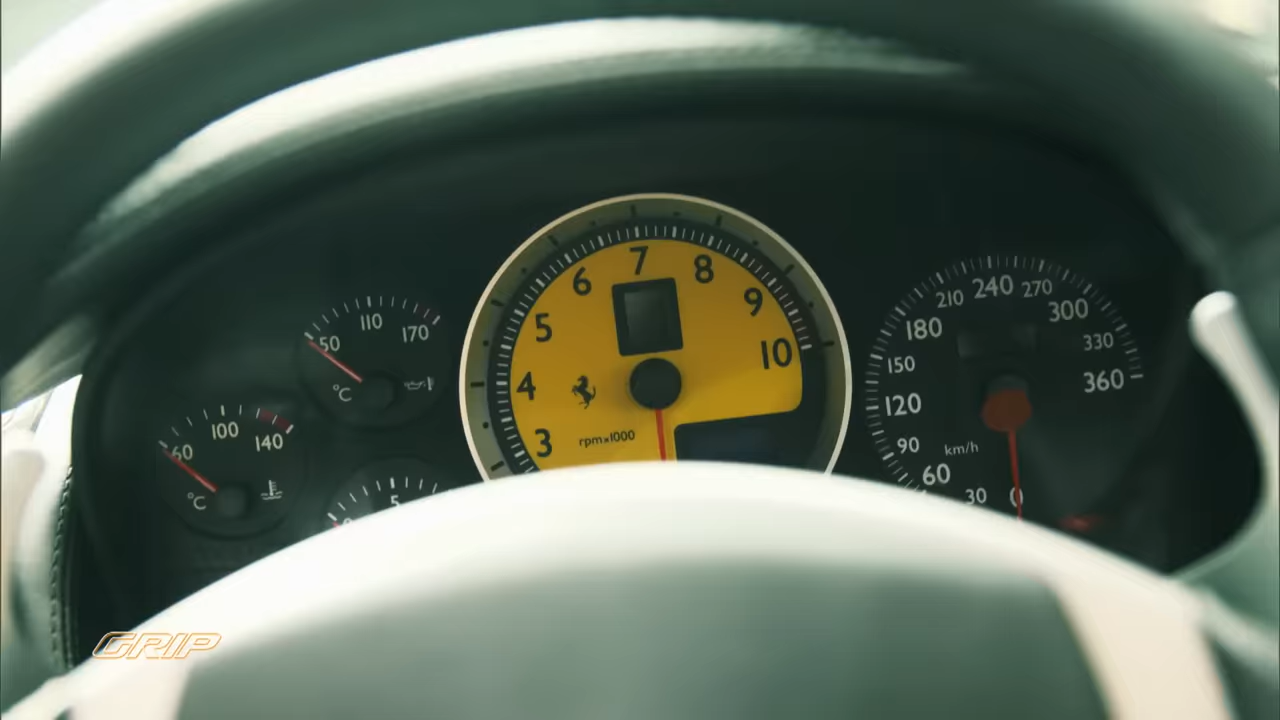 50 110 170
°C
60 100 140
°C
5
3 4 5 6 7 8 9 10
rpm×1000
0 30 60 90 120 150 180 210 240 270 300 330 360
km/h
GRIP